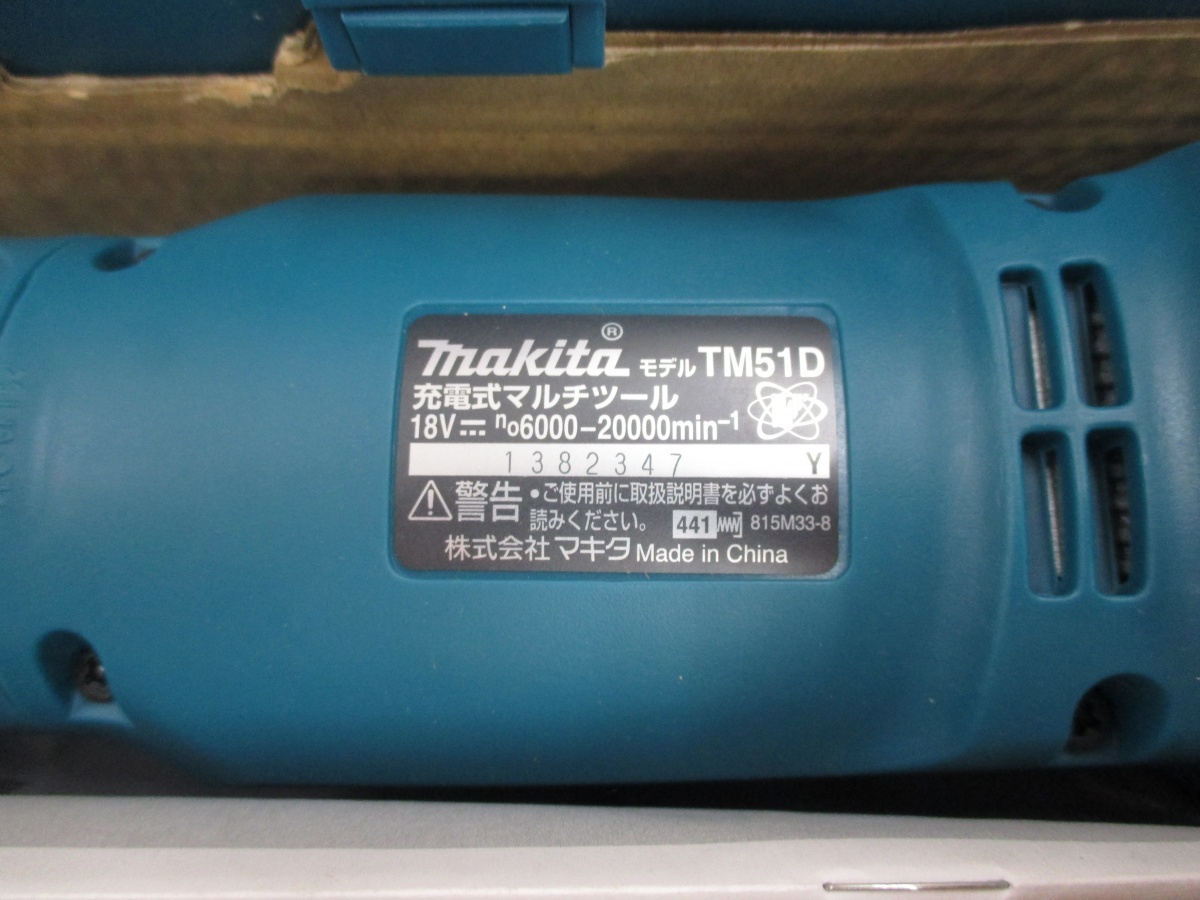 makita® モデル TM51D
充電式マルチツール
18V⎓ n₀6000−20000min⁻¹
1382347 Y
⚠警告 •ご使用前に取扱説明書を必ずよくお
読みください。 441 815M33-8
株式会社 マキタ Made in China